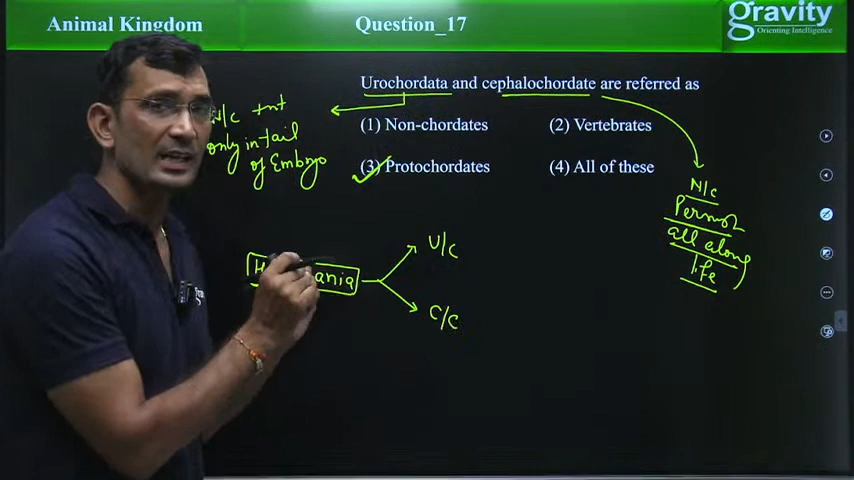 Animal Kingdom
Question_17
gravity
Orienting Intelligence
Urochordata and cephalochordate are referred as
(1) Non-chordates (2) Vertebrates
(3) Protochordates (4) All of these
N/C
only in tail
of Embryo
N/C
all along
life
U/C
C/C